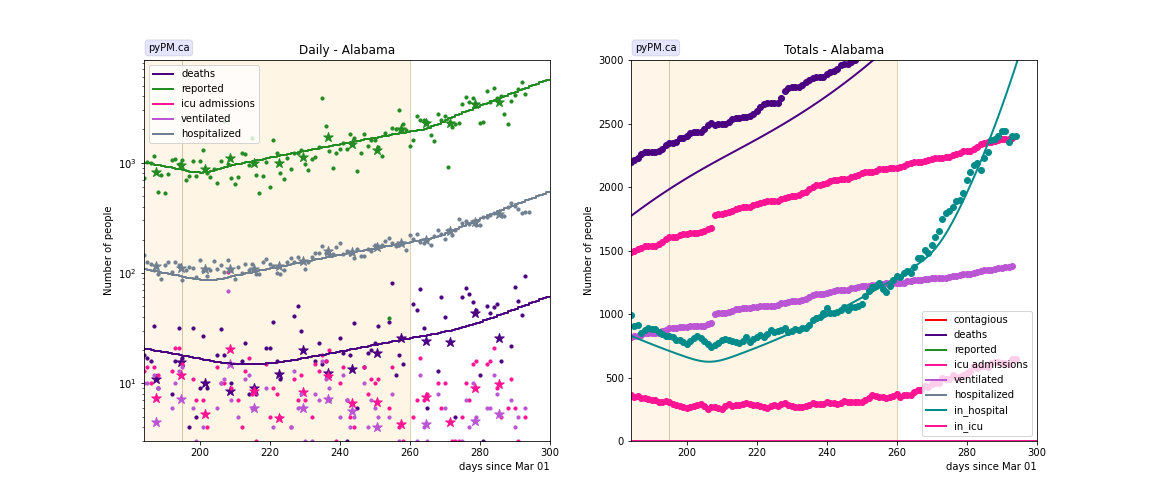 pyPM.ca
Daily - Alabama
deaths
reported
icu admissions
ventilated
hospitalized
Number of people
10³
10²
10¹
200
220
240
260
280
300
days since Mar 01
pyPM.ca
Totals - Alabama
3000
2500
2000
1500
1000
500
0
Number of people
contagious
deaths
reported
icu admissions
ventilated
hospitalized
in_hospital
in_icu
200
220
240
260
280
300
days since Mar 01